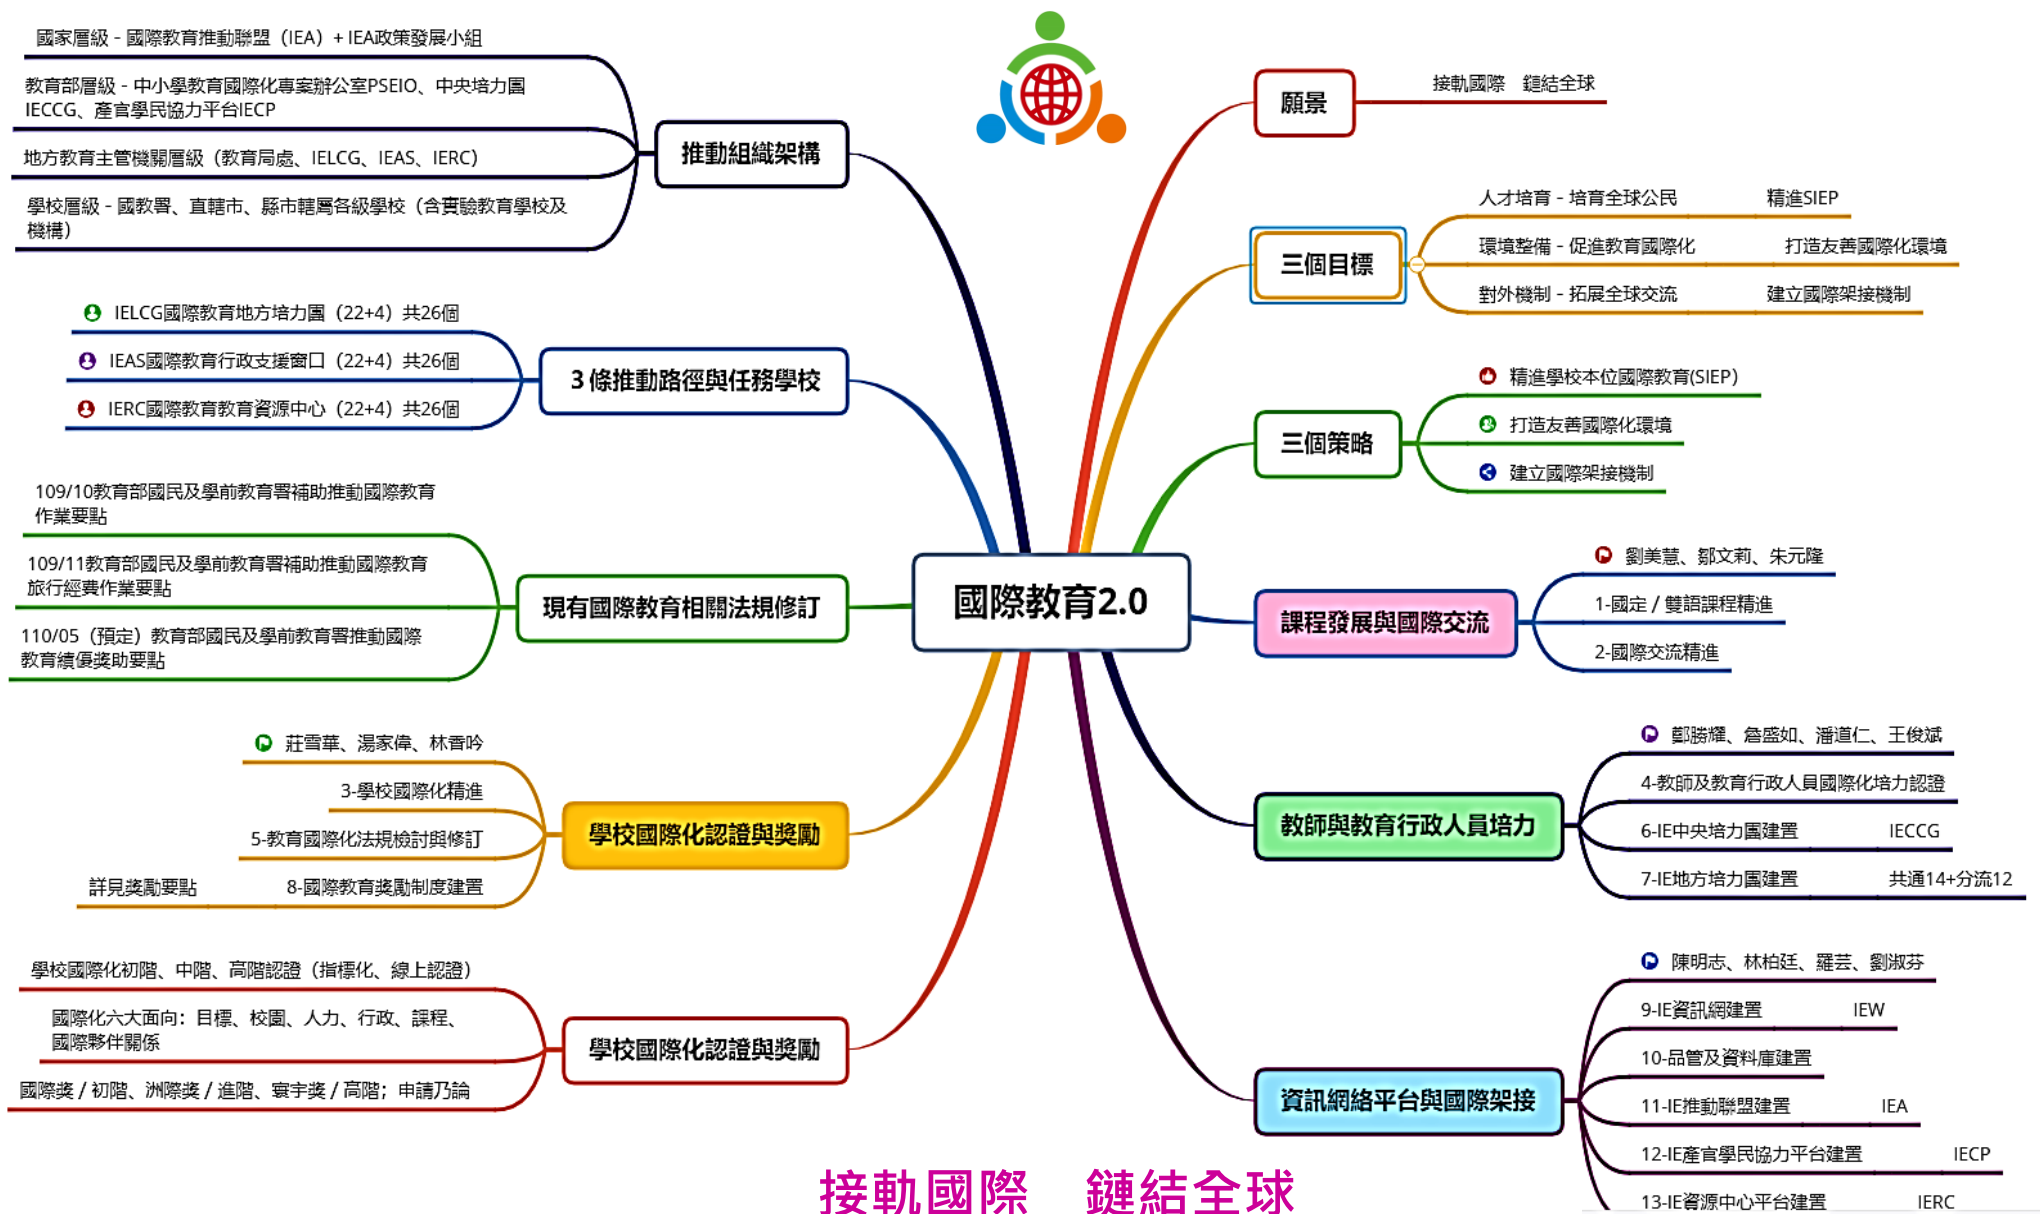 國家層級 - 國際教育推動聯盟（IEA）+ IEA政策發展小組
教育部層級 - 中小學教育國際化專案辦公室PSEIO、中央培力團
IECCG、產官學民協力平台IECP
地方教育主管機關層級（教育局處、IELCG、IEAS、IERC）
學校層級 - 國教署、直轄市、縣市轄屬各級學校（含實驗教育學校及
機構）
推動組織架構
IELCG國際教育地方培力團（22+4）共26個
IEAS國際教育行政支援窗口（22+4）共26個
IERC國際教育教育資源中心（22+4）共26個
3 條推動路徑與任務學校
109/10教育部國民及學前教育署補助推動國際教育
作業要點
109/11教育部國民及學前教育署補助推動國際教育
旅行經費作業要點
110/05（預定）教育部國民及學前教育署推動國際
教育績優獎助要點
現有國際教育相關法規修訂
莊雪華、湯家偉、林香吟
3-學校國際化精進
5-教育國際化法規檢討與修訂
8-國際教育獎勵制度建置
詳見獎勵要點
學校國際化認證與獎勵
學校國際化初階、中階、高階認證（指標化、線上認證）
國際化六大面向：目標、校園、人力、行政、課程、
國際夥伴關係
國際獎 / 初階、洲際獎 / 進階、寰宇獎 / 高階；申請乃論
學校國際化認證與獎勵
國際教育2.0
願景
接軌國際　鏈結全球
三個目標
人才培育 - 培育全球公民　精進SIEP
環境整備 - 促進教育國際化　打造友善國際化環境
對外機制 - 拓展全球交流　建立國際架接機制
三個策略
精進學校本位國際教育(SIEP)
打造友善國際化環境
建立國際架接機制
課程發展與國際交流
劉美慧、鄒文莉、朱元隆
1-國定 / 雙語課程精進
2-國際交流精進
教師與教育行政人員培力
鄭勝耀、詹盛如、潘道仁、王俊斌
4-教師及教育行政人員國際化培力認證
6-IE中央培力團建置　IECCG
7-IE地方培力團建置　共通14+分流12
資訊網絡平台與國際架接
陳明志、林柏廷、羅芸、劉淑芬
9-IE資訊網建置　IEW
10-品管及資料庫建置
11-IE推動聯盟建置　IEA
12-IE產官學民協力平台建置　IECP
13-IE資源中心平台建置　IERC
接軌國際　鏈結全球